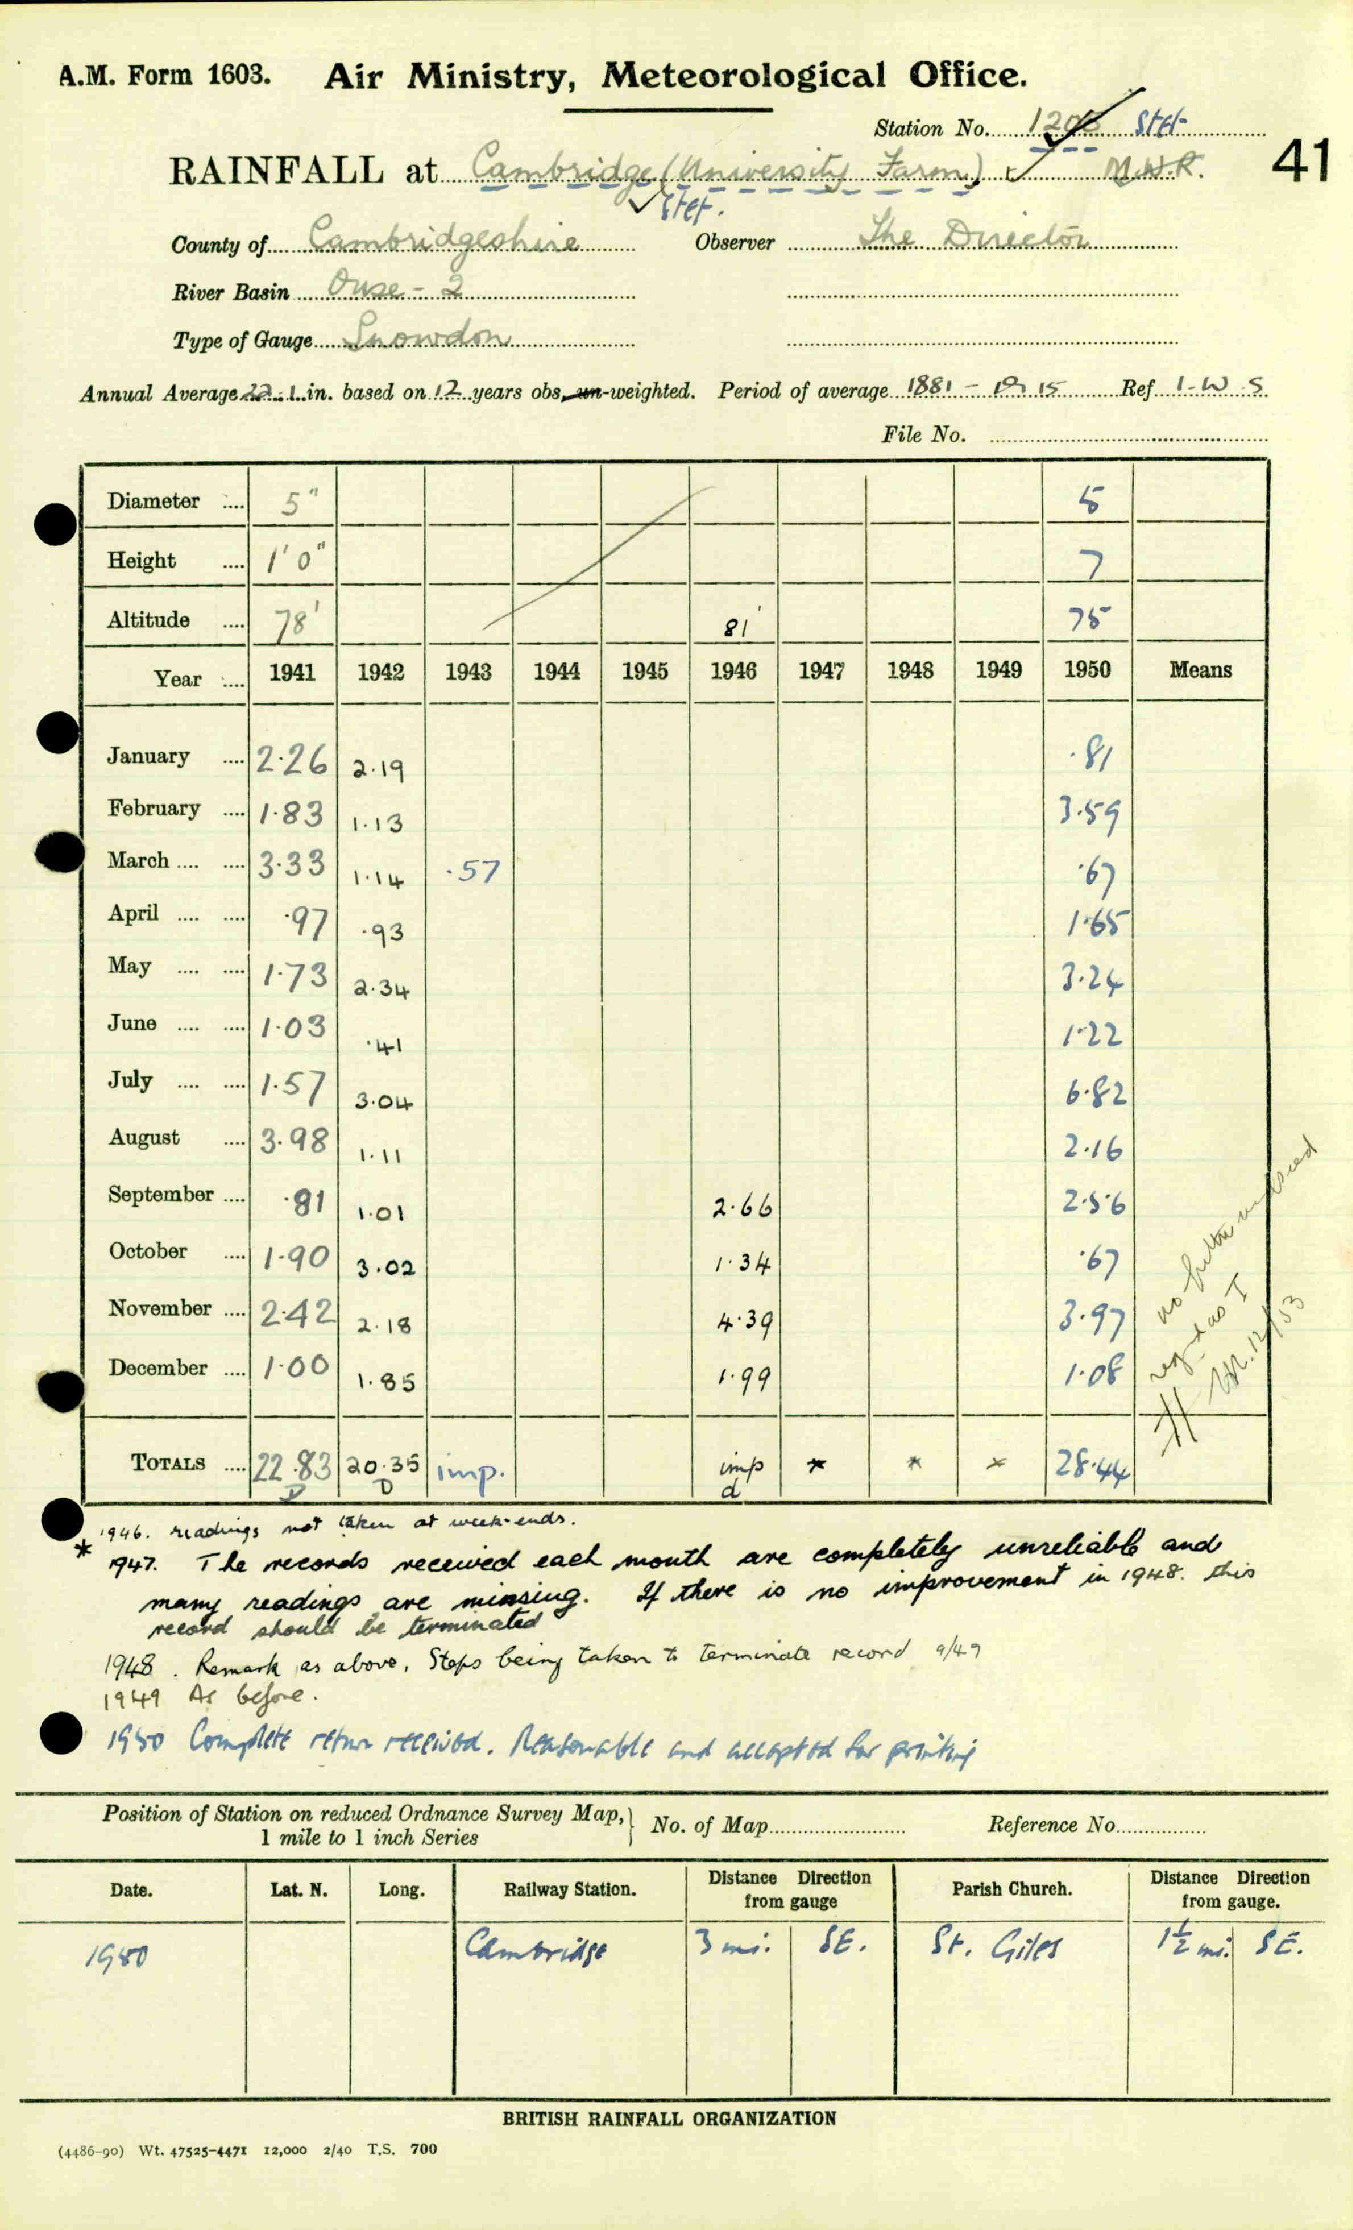 A.M. Form 1603. Air Ministry, Meteorological Office.
Station No. 1205 Stet
RAINFALL at Cambridge (University Farm) M.W.R. 41
Stet.
County of Cambridgeshire Observer The Director
River Basin Ouse - 2
Type of Gauge Snowdon
Annual Average 22.1 in. based on 12 years obs, un-weighted. Period of average 1881 - 1915 Ref I.W.S
File No.
Diameter .... 5" 5
Height .... 1' 0" 7
Altitude .... 78' 81' 75
Year .... 1941 1942 1943 1944 1945 1946 1947 1948 1949 1950 Means
January .... 2.26 2.19 .81
February .... 1.83 1.13 3.59
March .... .... 3.33 1.14 .57 .67
April .... .... .97 .93 1.65
May .... .... 1.73 2.34 3.24
June .... .... 1.03 .41 1.22
July .... .... 1.57 3.04 6.82
August .... 3.98 1.11 2.16
September .... .81 1.01 2.66 2.56
October .... 1.90 3.02 1.34 .67
November .... 2.42 2.18 4.39 3.97
December .... 1.00 1.85 1.99 1.08
TOTALS .... 22.83 20.35 imp. imp * * × 28.44
D D d
no further
regd as I
12/53
1946. readings not taken at week-ends.
* 1947. The records received each month are completely unreliable and
many readings are missing. If there is no improvement in 1948. this
record should be terminated
1948. Remark as above. Steps being taken to terminate record 9/49
1949 As before.
1950 Complete return received. Reasonable and accepted for printing
Position of Station on reduced Ordnance Survey Map, } No. of Map Reference No.
1 mile to 1 inch Series
Date. Lat. N. Long. Railway Station. Distance Direction from gauge Parish Church. Distance Direction from gauge.
1950 Cambridge 3 mi. SE. St. Giles 1½ mi. SE.
BRITISH RAINFALL ORGANIZATION
(4486-90) Wt. 47525-4471 12,000 2/40 T.S. 700